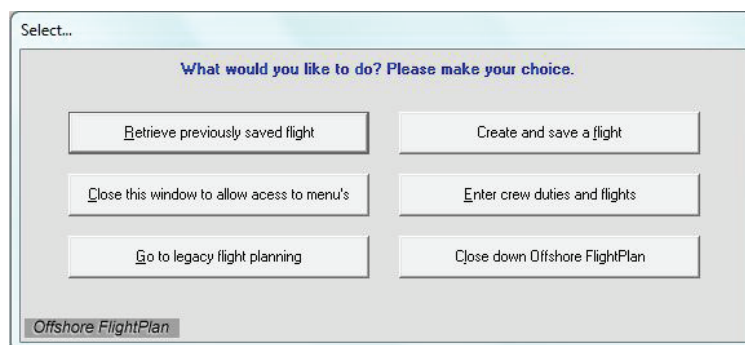 Select...
What would you like to do? Please make your choice.
Retrieve previously saved flight
Create and save a flight
Close this window to allow acess to menu's
Enter crew duties and flights
Go to legacy flight planning
Close down Offshore FlightPlan
Offshore FlightPlan